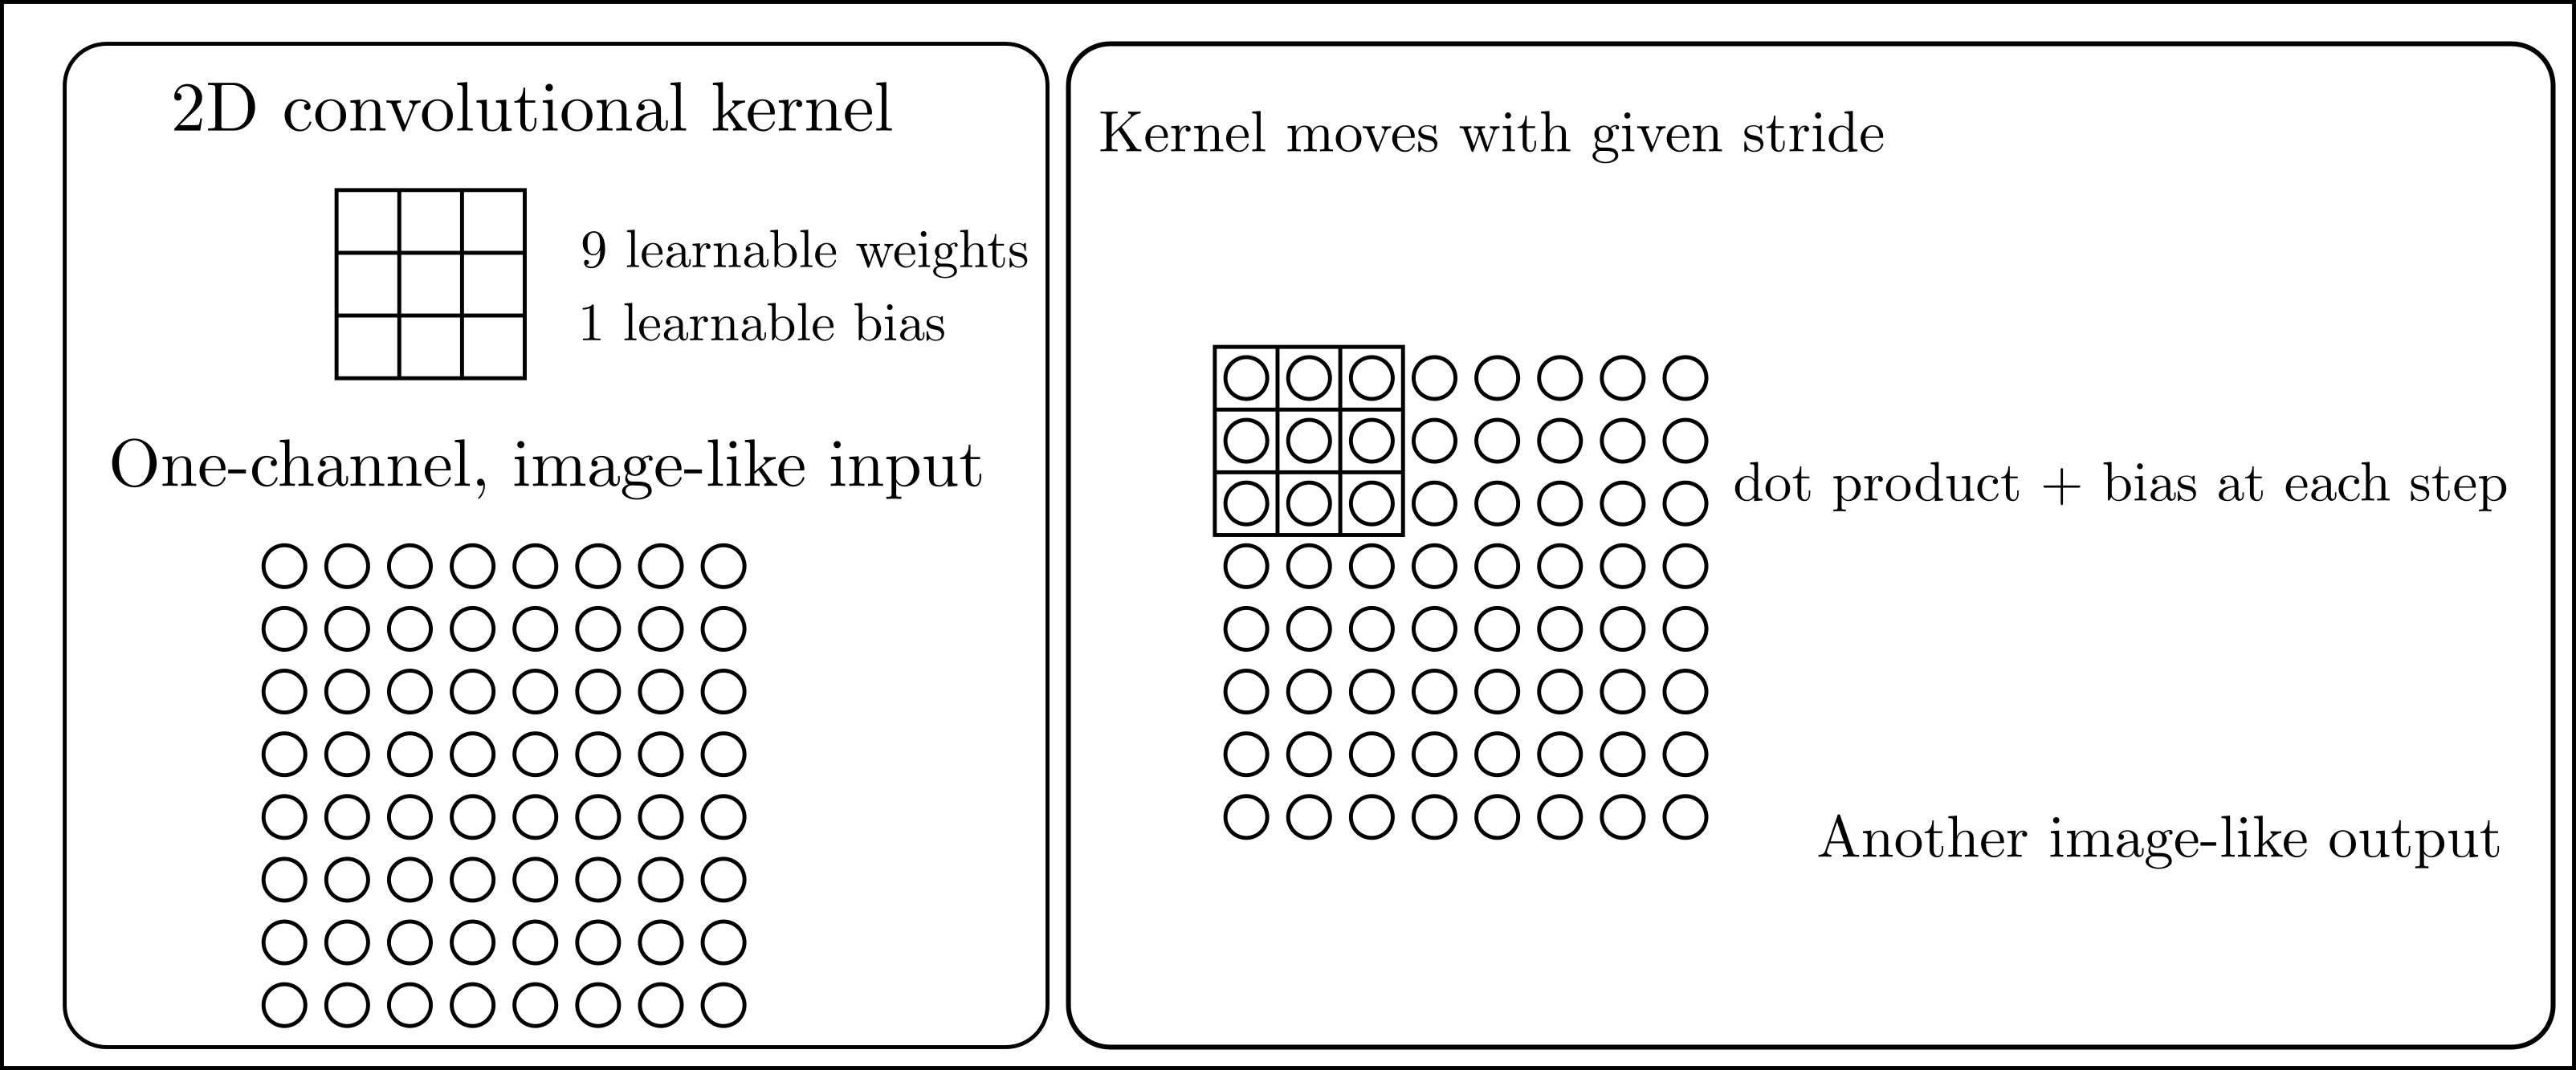 2D convolutional kernel
9 learnable weights
1 learnable bias
One-channel, image-like input
Kernel moves with given stride
dot product + bias at each step
Another image-like output